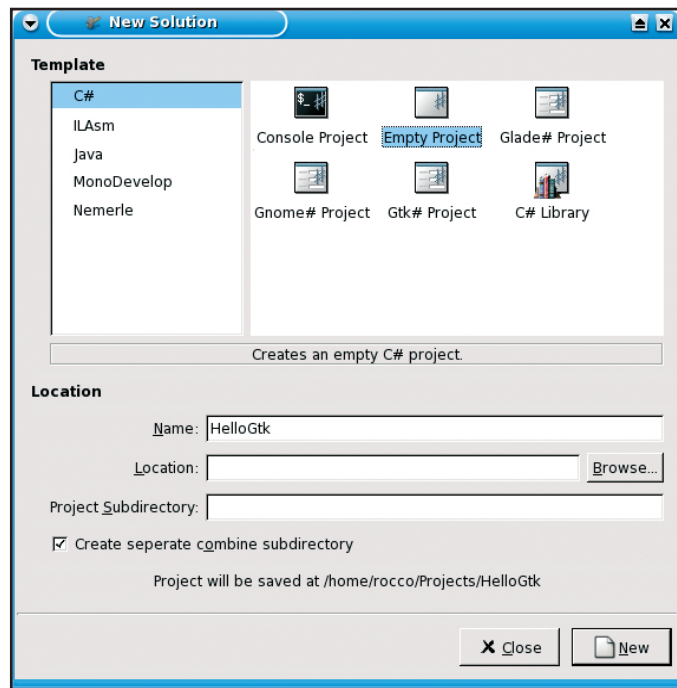 New Solution
Template
C#
ILAsm
Java
MonoDevelop
Nemerle
$_
Console Project Empty Project Glade# Project
Gnome# Project Gtk# Project C# Library
Creates an empty C# project.
Location
Name: HelloGtk
Location: Browse...
Project Subdirectory:
Create seperate combine subdirectory
Project will be saved at /home/rocco/Projects/HelloGtk
Close New